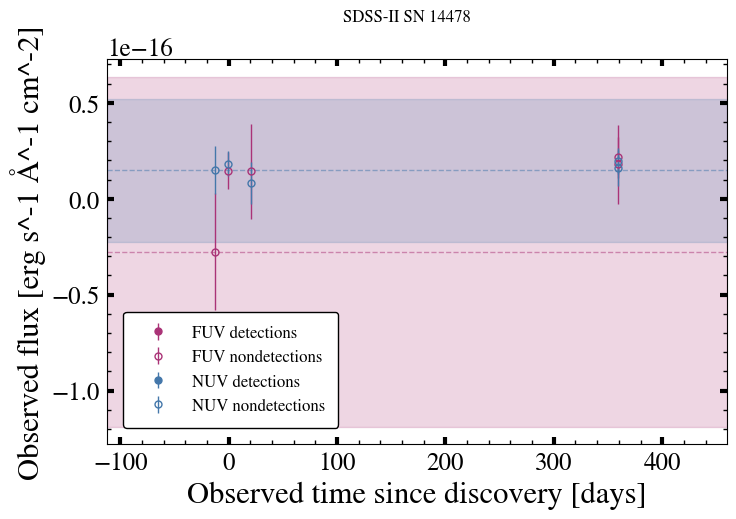 SDSS-II SN 14478
1e−16
Observed flux [erg s^-1 Å^-1 cm^-2]
0.5
0.0
−0.5
−1.0
FUV detections
FUV nondetections
NUV detections
NUV nondetections
−100 0 100 200 300 400
Observed time since discovery [days]